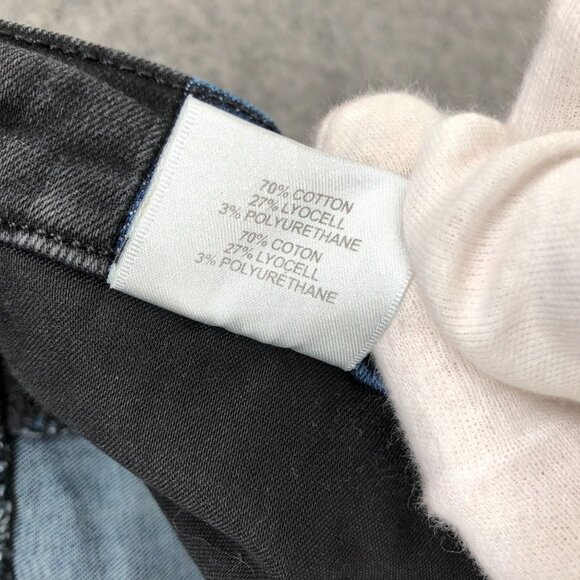 70% COTTON
27% LYOCELL
3% POLYURETHANE
70% COTON
27% LYOCELL
3% POLYURETHANE